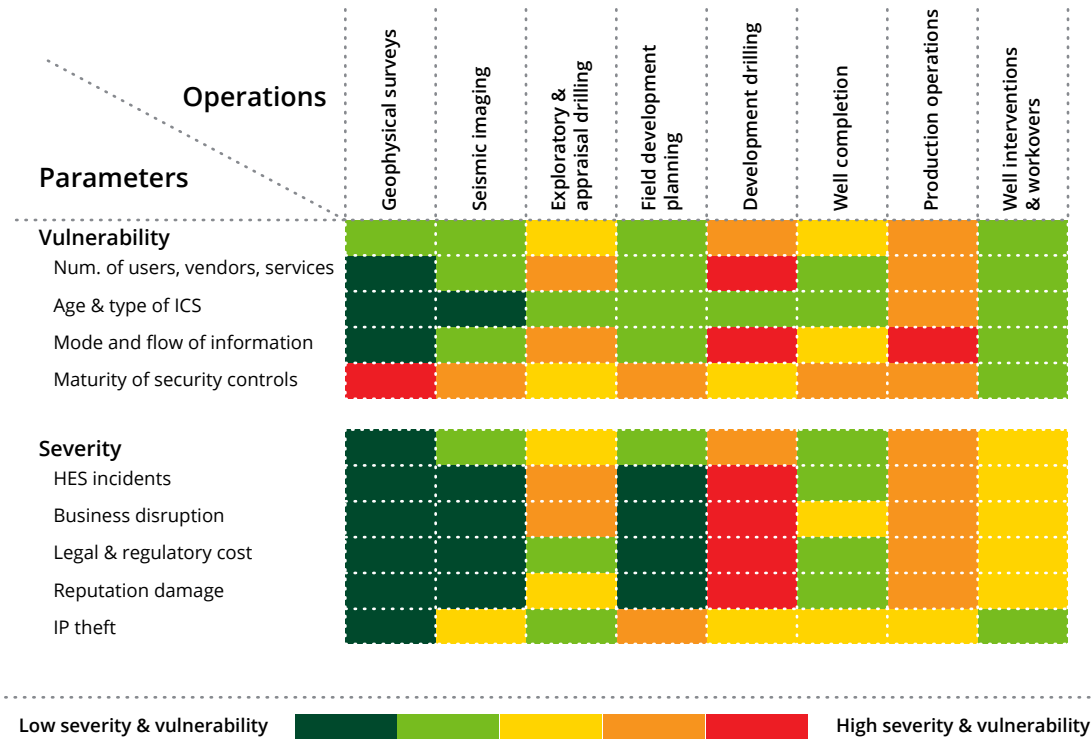 Operations
Parameters
Geophysical surveys
Seismic imaging
Exploratory &
appraisal drilling
Field development
planning
Development drilling
Well completion
Production operations
Well interventions
& workovers
Vulnerability
Num. of users, vendors, services
Age & type of ICS
Mode and flow of information
Maturity of security controls
Severity
HES incidents
Business disruption
Legal & regulatory cost
Reputation damage
IP theft
Low severity & vulnerability
High severity & vulnerability